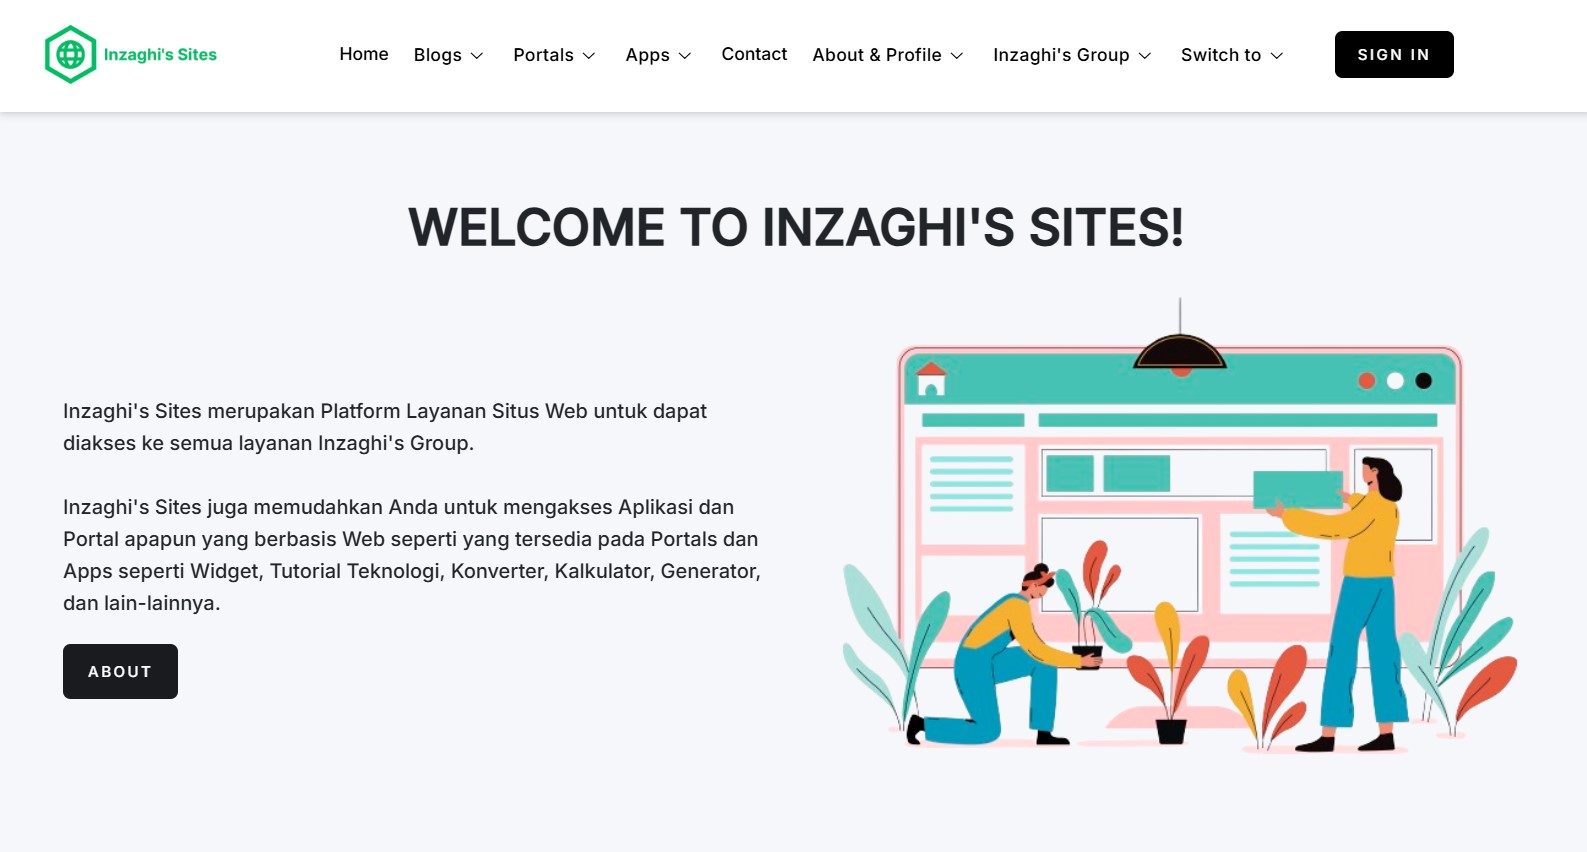 Inzaghi's Sites
Home Blogs Portals Apps Contact About & Profile Inzaghi's Group Switch to SIGN IN
WELCOME TO INZAGHI'S SITES!
Inzaghi's Sites merupakan Platform Layanan Situs Web untuk dapat
diakses ke semua layanan Inzaghi's Group.
Inzaghi's Sites juga memudahkan Anda untuk mengakses Aplikasi dan
Portal apapun yang berbasis Web seperti yang tersedia pada Portals dan
Apps seperti Widget, Tutorial Teknologi, Konverter, Kalkulator, Generator,
dan lain-lainnya.
ABOUT